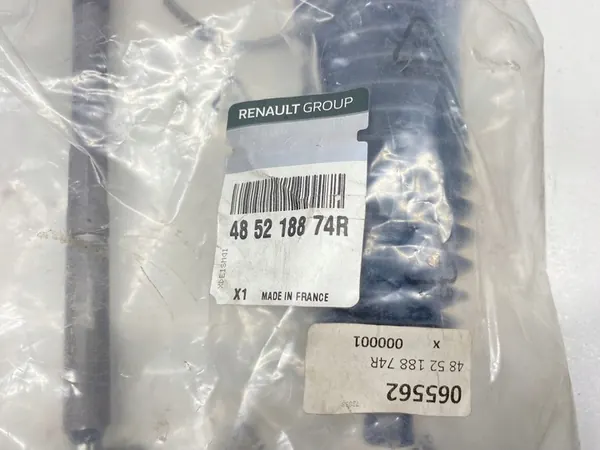 RENAULT GROUP
48 52 188 74R
X1 MADE IN FRANCE
065562
48 52 188 74R
000001 X